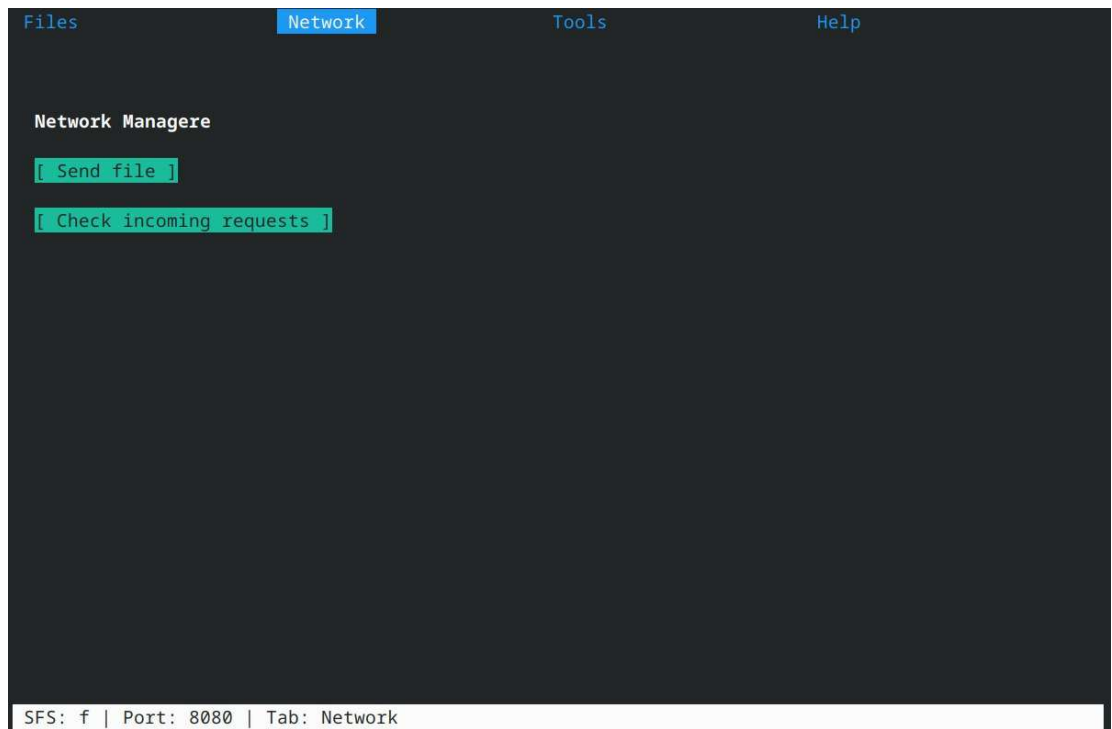 Files Network Tools Help
Network Managere
[ Send file ]
[ Check incoming requests ]
SFS: f | Port: 8080 | Tab: Network